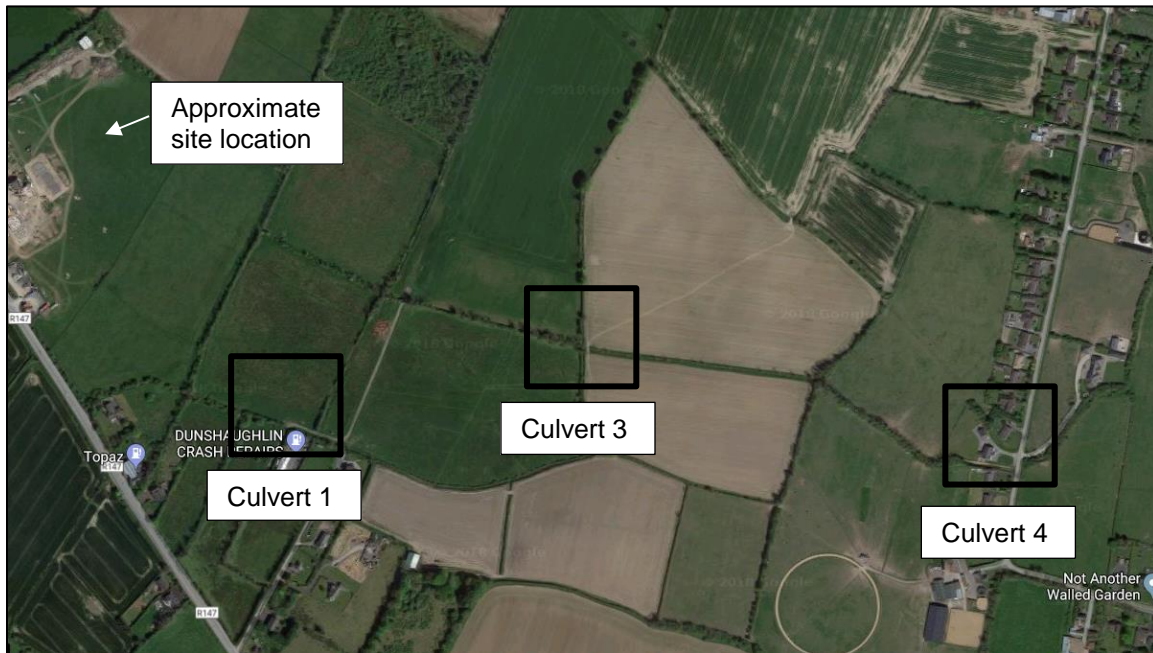 Approximate
site location
R147
Culvert 3
DUNSHAUGHLIN
CRASH REPAIRS
Topaz
R147
Culvert 1
Culvert 4
Not Another
Walled Garden
R147